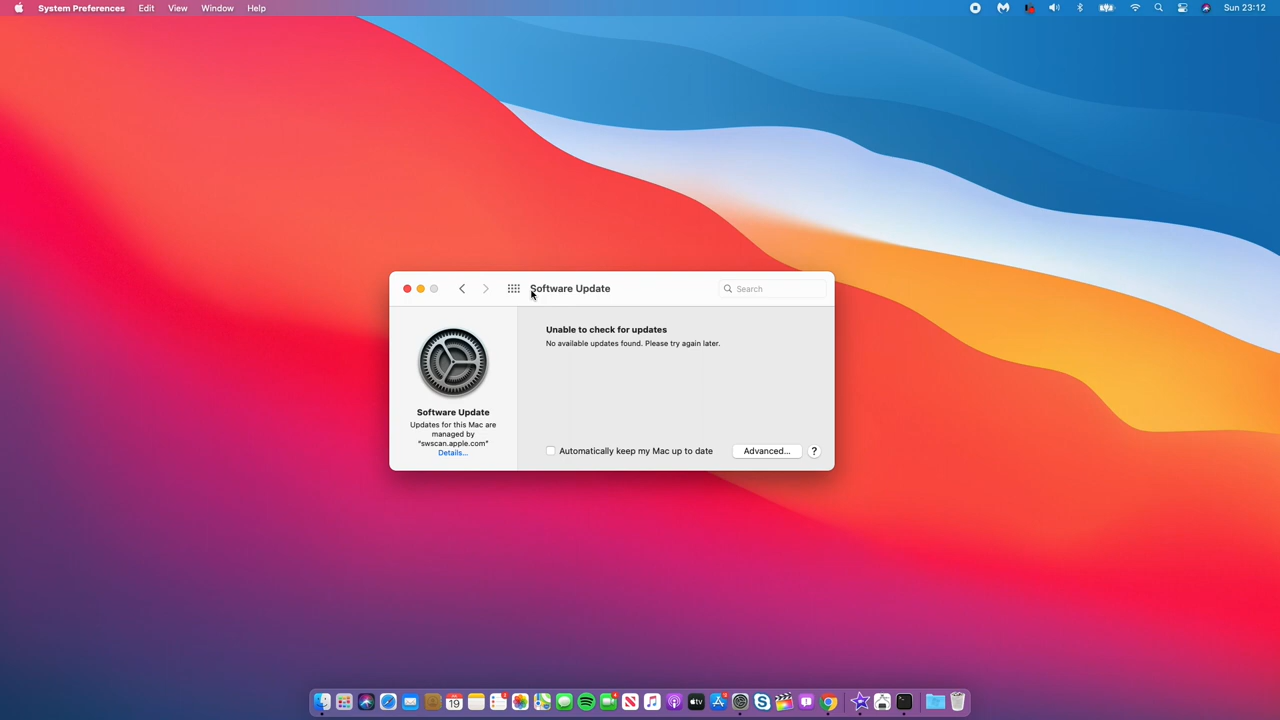 System Preferences Edit View Window Help
Sun 23:12
Software Update
Search
Unable to check for updates
No available updates found. Please try again later.
Software Update
Updates for this Mac are
managed by
"swscan.apple.com"
Details...
Automatically keep my Mac up to date
Advanced...
?
19